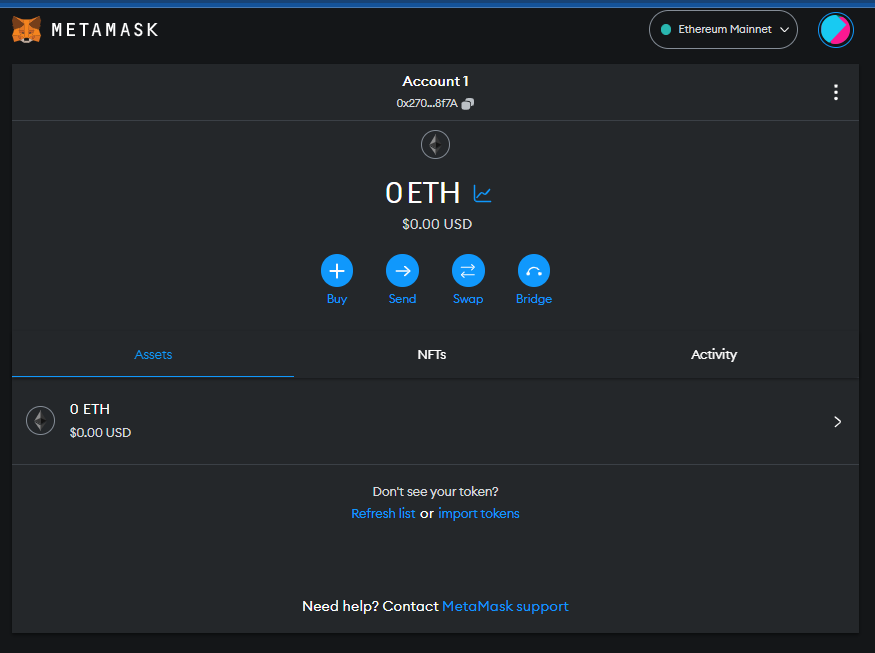 METAMASK
Ethereum Mainnet
Account 1
0x270...8f7A
0 ETH
$0.00 USD
Buy Send Swap Bridge
Assets NFTs Activity
0 ETH
$0.00 USD
Don't see your token?
Refresh list or import tokens
Need help? Contact MetaMask support